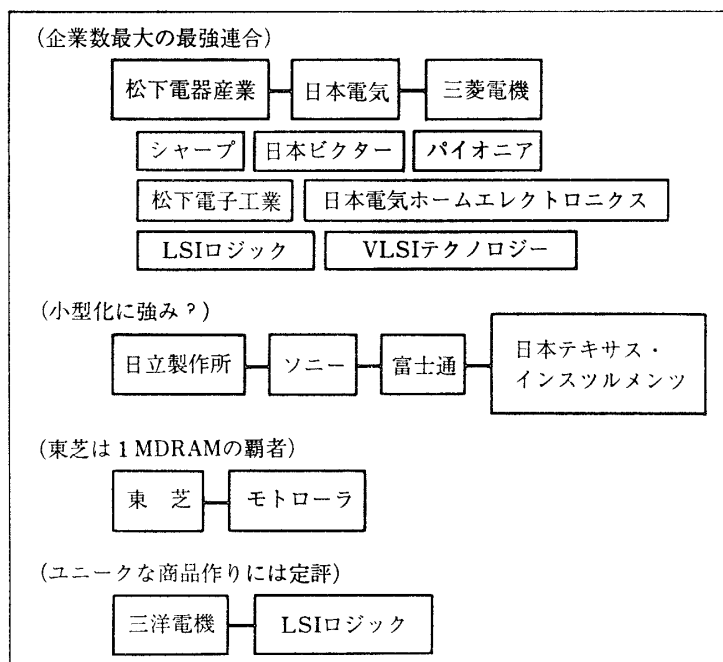 (企業数最大の最強連合)
松下電器産業 日本電気 三菱電機
シャープ 日本ビクター パイオニア
松下電子工業 日本電気ホームエレクトロニクス
LSIロジック VLSIテクノロジー
(小型化に強み?)
日立製作所 ソニー 富士通 日本テキサス・
インスツルメンツ
(東芝は1MDRAMの覇者)
東 芝 モトローラ
(ユニークな商品作りには定評)
三洋電機 LSIロジック